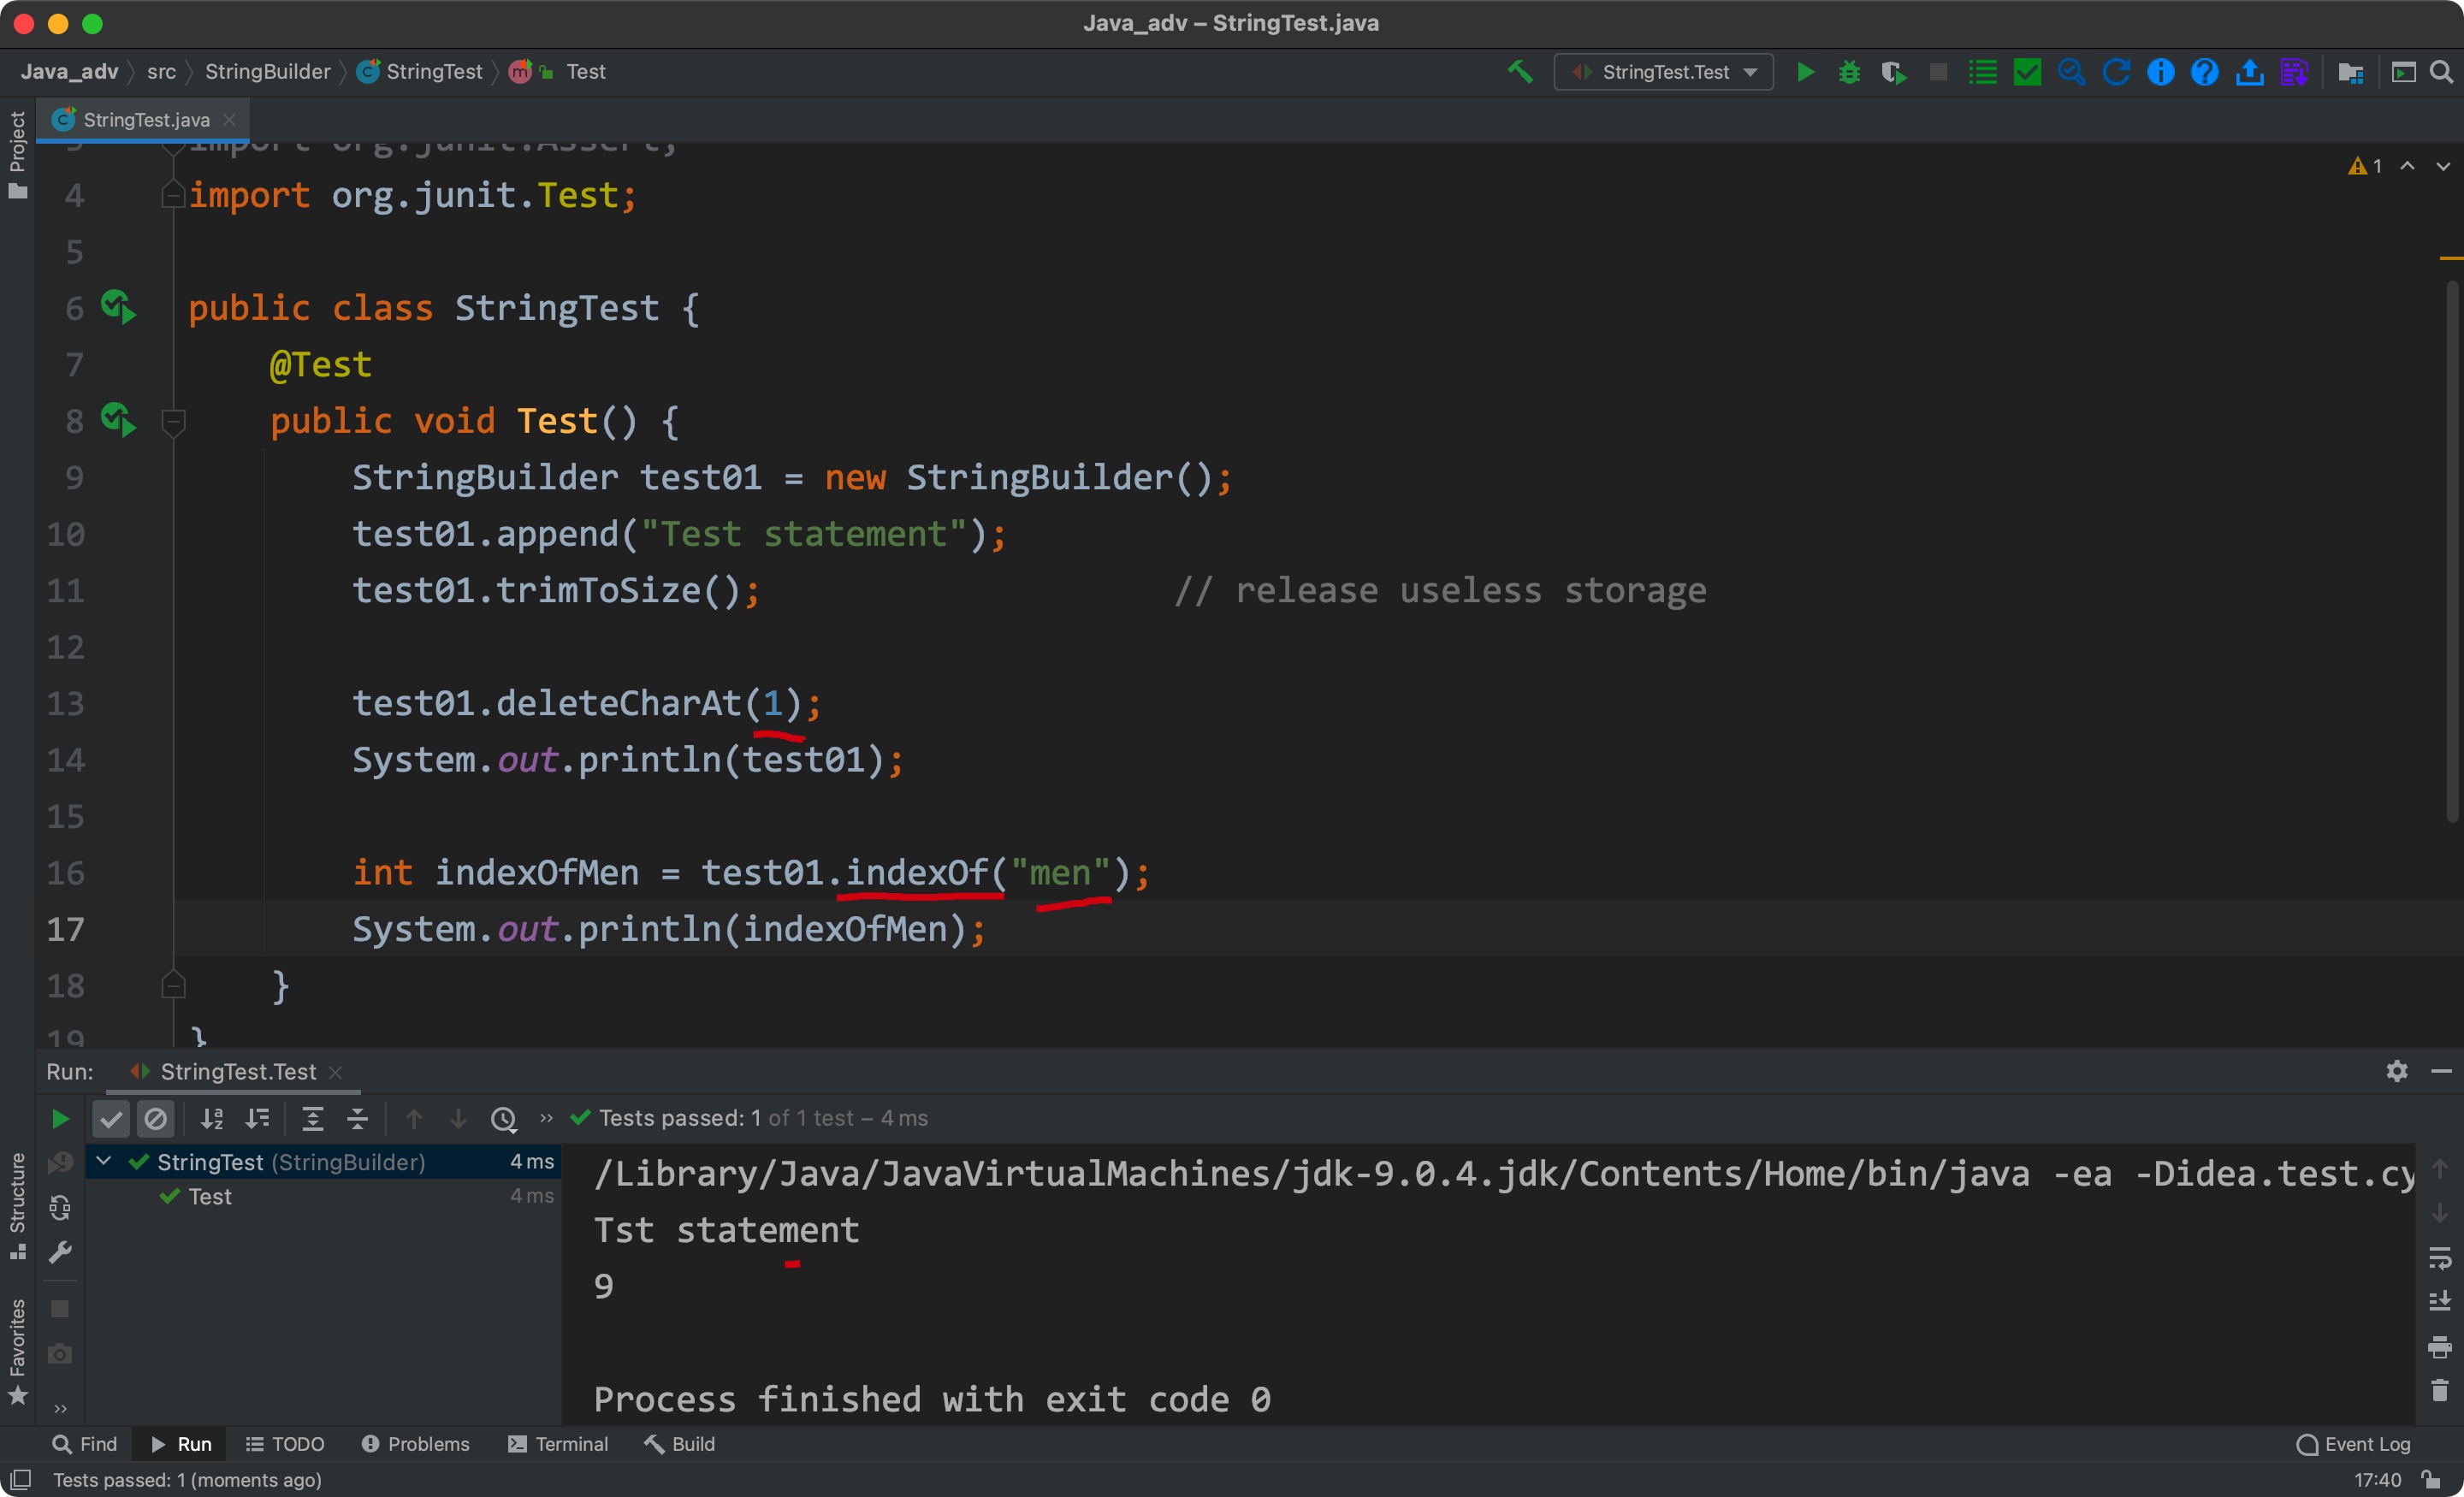 Java_adv – StringTest.java
Java_adv src StringBuilder StringTest Test StringTest.Test
Project
StringTest.java
3 import org.junit.Assert;
1
4 import org.junit.Test;
5
6 public class StringTest {
7 @Test
8 public void Test() {
9 StringBuilder test01 = new StringBuilder();
10 test01.append("Test statement");
11 test01.trimToSize(); // release useless storage
12
13 test01.deleteCharAt(1);
14 System.out.println(test01);
15
16 int indexOfMen = test01.indexOf("men");
17 System.out.println(indexOfMen);
18 }
19 }
Run: StringTest.Test
Tests passed: 1 of 1 test – 4 ms
StringTest (StringBuilder) 4 ms
Test 4 ms
/Library/Java/JavaVirtualMachines/jdk-9.0.4.jdk/Contents/Home/bin/java -ea -Didea.test.cy
Tst statement
9
Process finished with exit code 0
Structure
Favorites
Find Run TODO Problems Terminal Build Event Log
Tests passed: 1 (moments ago) 17:40